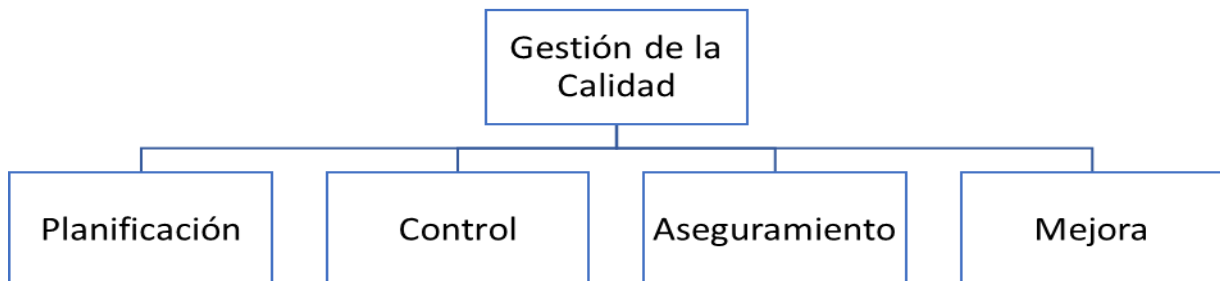 Gestión de la
Calidad
Planificación
Control
Aseguramiento
Mejora